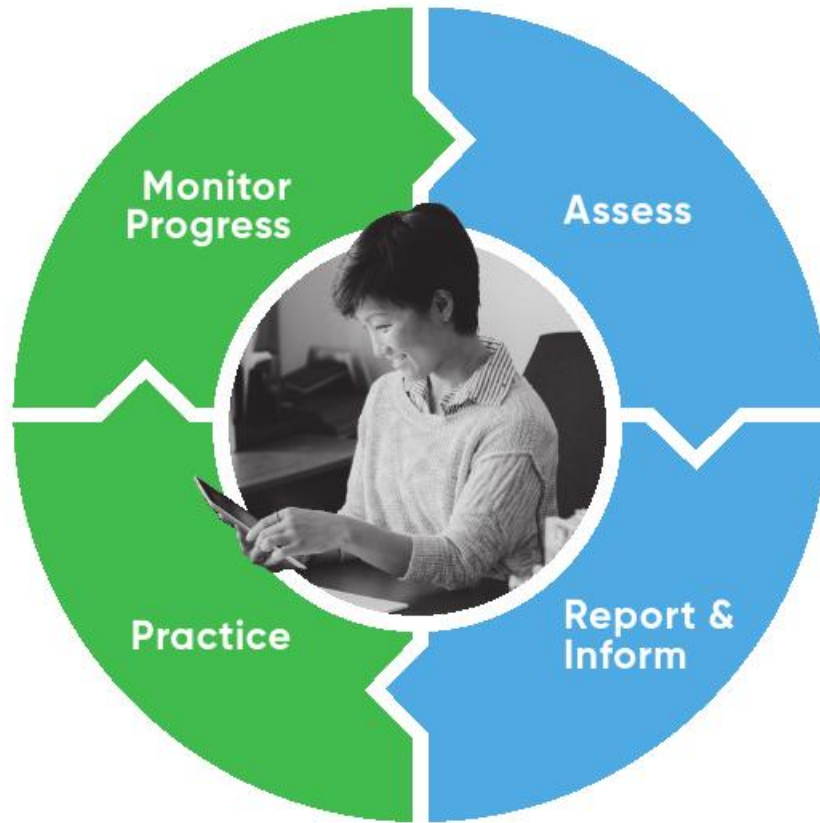 Monitor
Progress
Assess
Practice
Report &
Inform